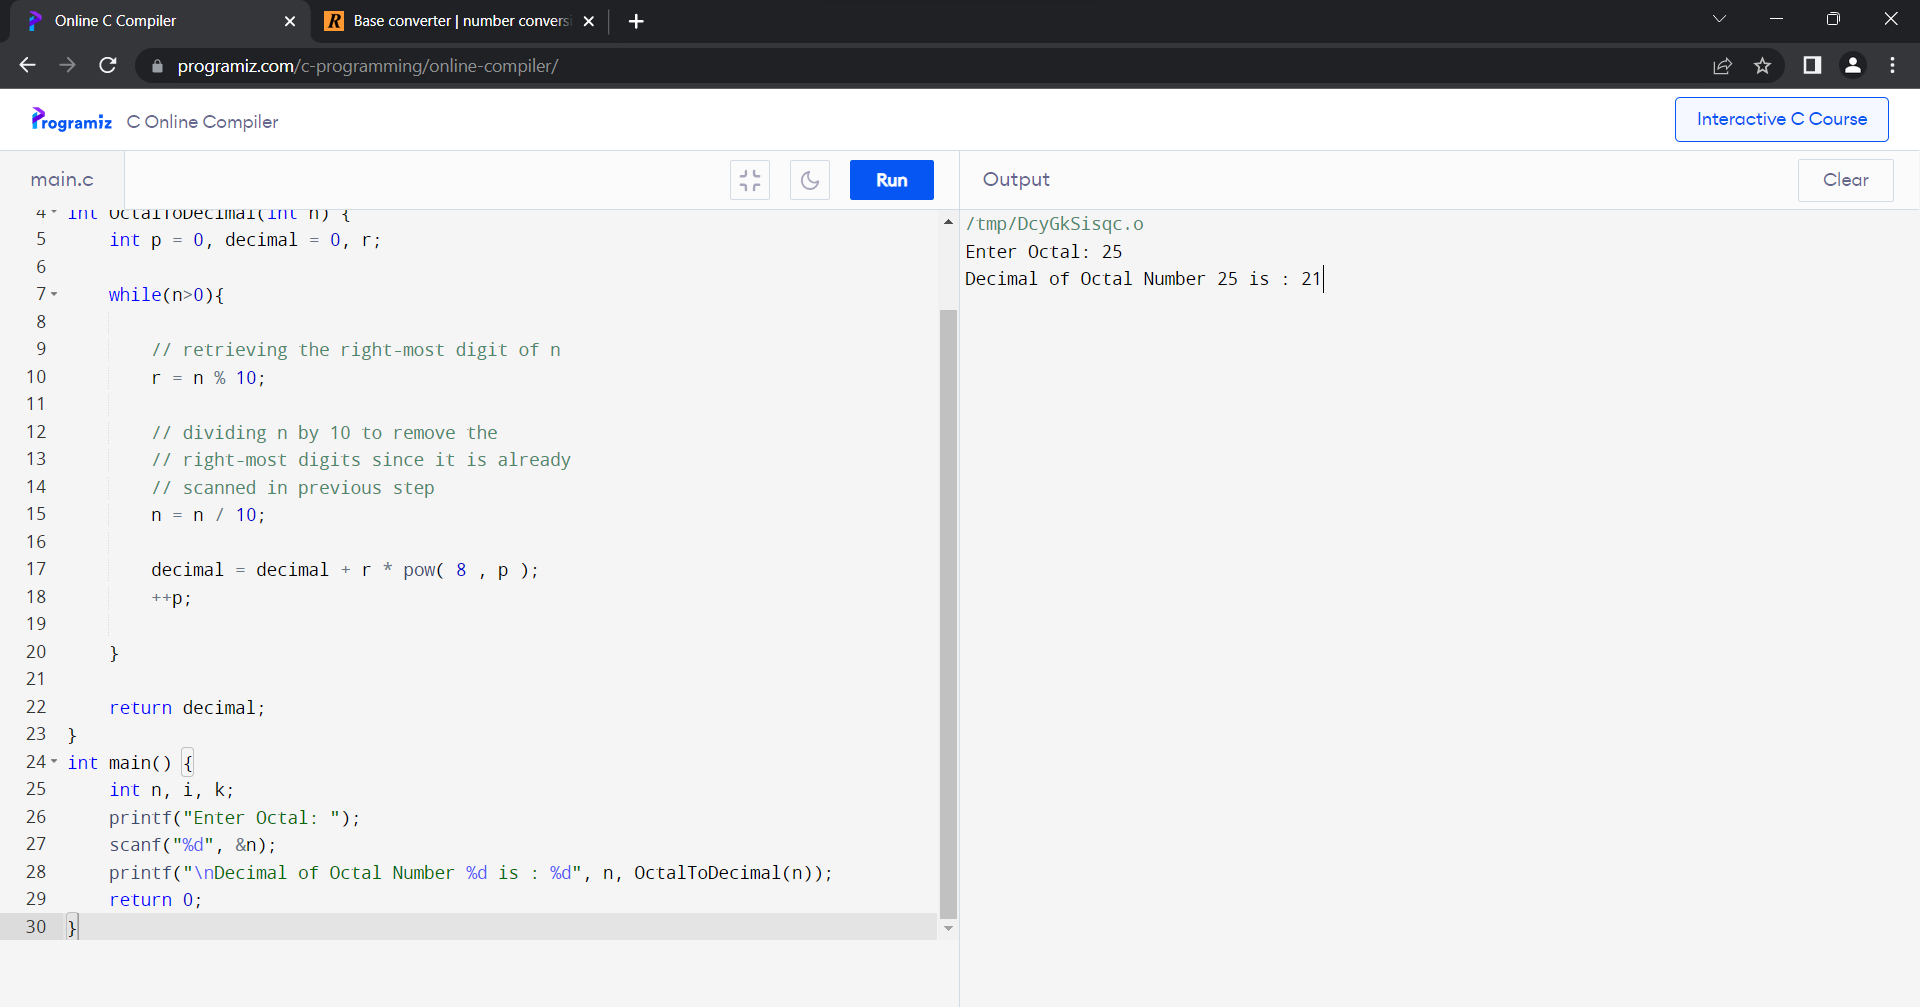 Online C Compiler
Base converter | number convers
programiz.com/c-programming/online-compiler/
Programiz C Online Compiler
Interactive C Course
main.c
Run
Output
Clear
4 int OctalToDecimal(int n) {
5 int p = 0, decimal = 0, r;
6
7 while(n>0){
8
9 // retrieving the right-most digit of n
10 r = n % 10;
11
12 // dividing n by 10 to remove the
13 // right-most digits since it is already
14 // scanned in previous step
15 n = n / 10;
16
17 decimal = decimal + r * pow( 8 , p );
18 ++p;
19
20 }
21
22 return decimal;
23 }
24 int main() {
25 int n, i, k;
26 printf("Enter Octal: ");
27 scanf("%d", &n);
28 printf("\nDecimal of Octal Number %d is : %d", n, OctalToDecimal(n));
29 return 0;
30 }
/tmp/DcyGkSisqc.o
Enter Octal: 25
Decimal of Octal Number 25 is : 21